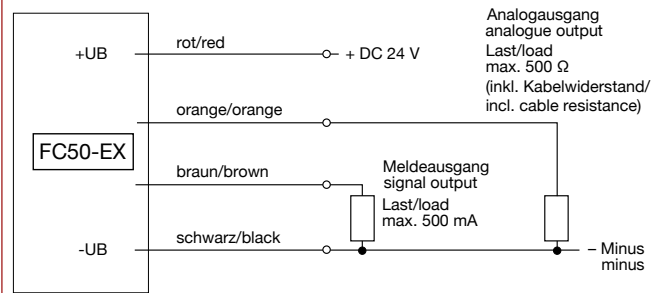 Analogausgang
analogue output
Last/load
max. 500 Ω
(inkl. Kabelwiderstand/
incl. cable resistance)
+UB
rot/red
+ DC 24 V
orange/orange
FC50-EX
braun/brown
Meldeausgang
signal output
Last/load
max. 500 mA
-UB
schwarz/black
– Minus
minus